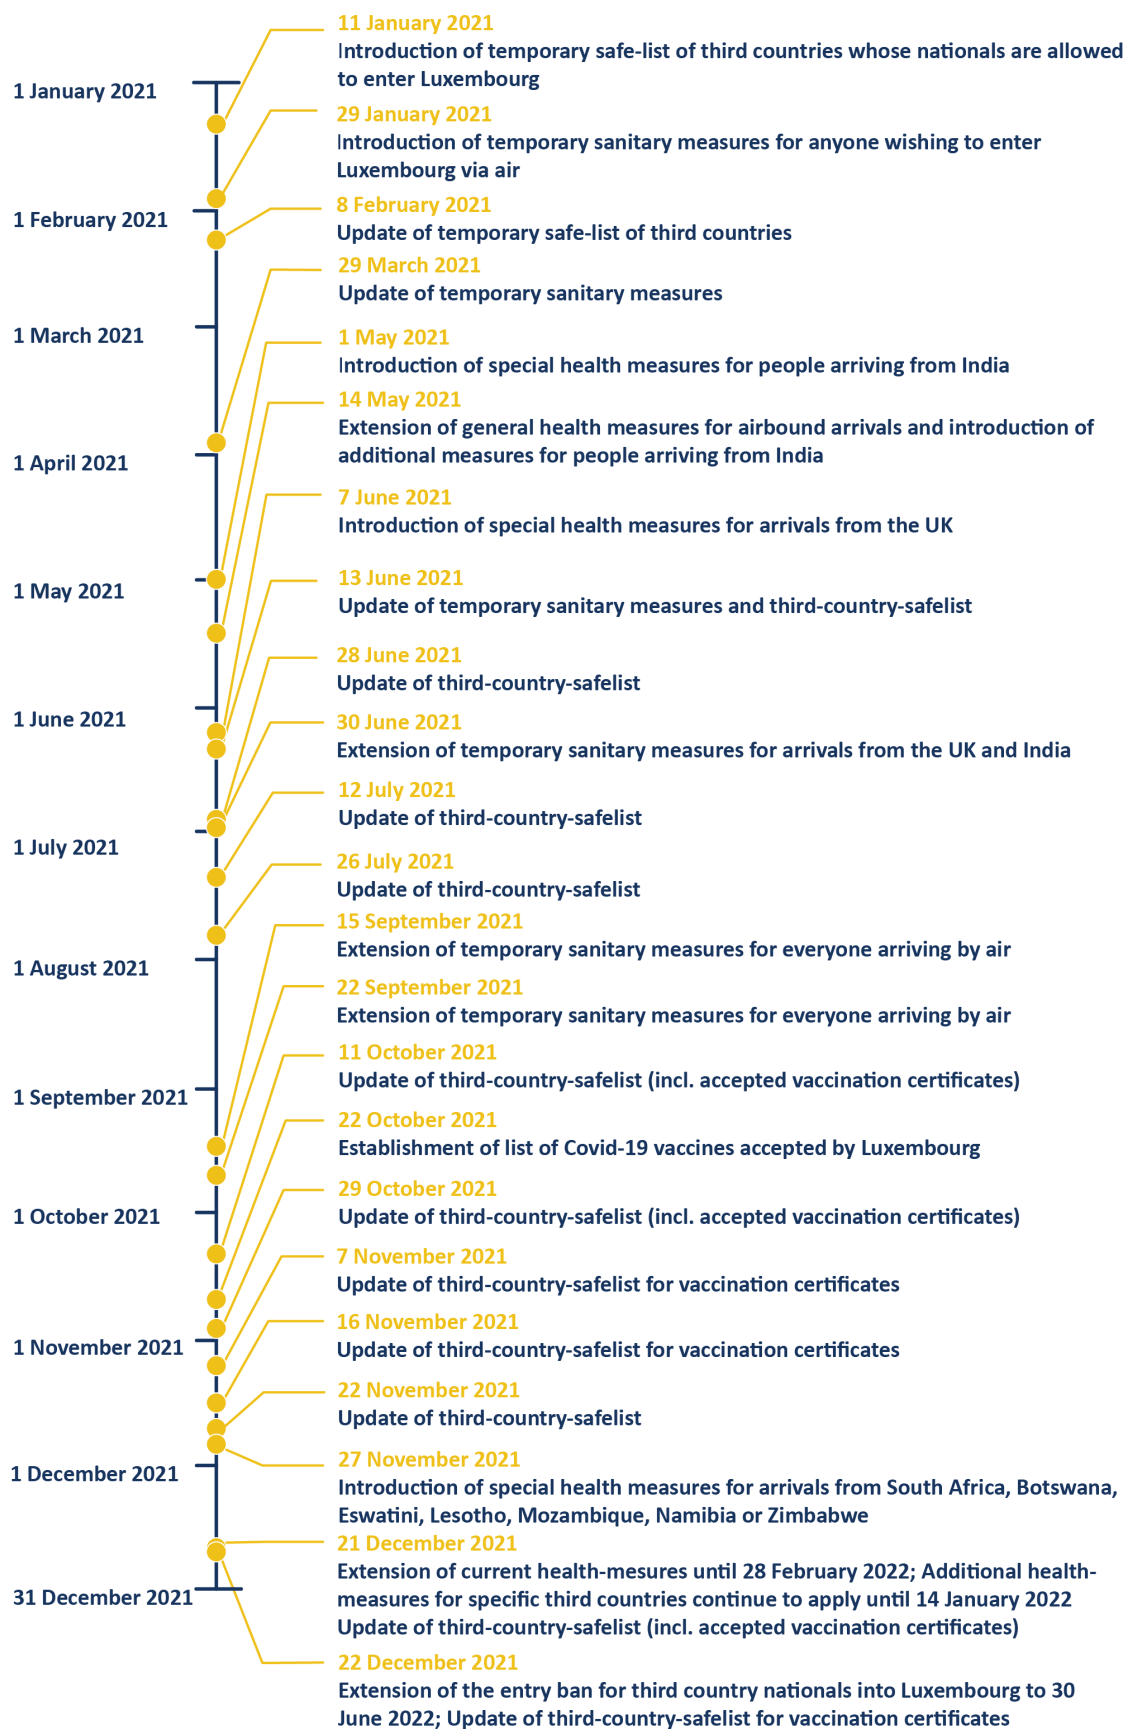 11 January 2021
Introduction of temporary safe-list of third countries whose nationals are allowed
to enter Luxembourg
1 January 2021
29 January 2021
Introduction of temporary sanitary measures for anyone wishing to enter
Luxembourg via air
8 February 2021
1 February 2021
Update of temporary safe-list of third countries
29 March 2021
Update of temporary sanitary measures
1 March 2021
1 May 2021
Introduction of special health measures for people arriving from India
14 May 2021
Extension of general health measures for airbound arrivals and introduction of
additional measures for people arriving from India
1 April 2021
7 June 2021
Introduction of special health measures for arrivals from the UK
13 June 2021
1 May 2021
Update of temporary sanitary measures and third-country-safelist
28 June 2021
Update of third-country-safelist
1 June 2021
30 June 2021
Extension of temporary sanitary measures for arrivals from the UK and India
12 July 2021
Update of third-country-safelist
1 July 2021
26 July 2021
Update of third-country-safelist
15 September 2021
Extension of temporary sanitary measures for everyone arriving by air
1 August 2021
22 September 2021
Extension of temporary sanitary measures for everyone arriving by air
11 October 2021
Update of third-country-safelist (incl. accepted vaccination certificates)
1 September 2021
22 October 2021
Establishment of list of Covid-19 vaccines accepted by Luxembourg
29 October 2021
1 October 2021
Update of third-country-safelist (incl. accepted vaccination certificates)
7 November 2021
Update of third-country-safelist for vaccination certificates
16 November 2021
1 November 2021
Update of third-country-safelist for vaccination certificates
22 November 2021
Update of third-country-safelist
27 November 2021
1 December 2021
Introduction of special health measures for arrivals from South Africa, Botswana,
Eswatini, Lesotho, Mozambique, Namibia or Zimbabwe
21 December 2021
Extension of current health-mesures until 28 February 2022; Additional health-
measures for specific third countries continue to apply until 14 January 2022
31 December 2021
Update of third-country-safelist (incl. accepted vaccination certificates)
22 December 2021
Extension of the entry ban for third country nationals into Luxembourg to 30
June 2022; Update of third-country-safelist for vaccination certificates